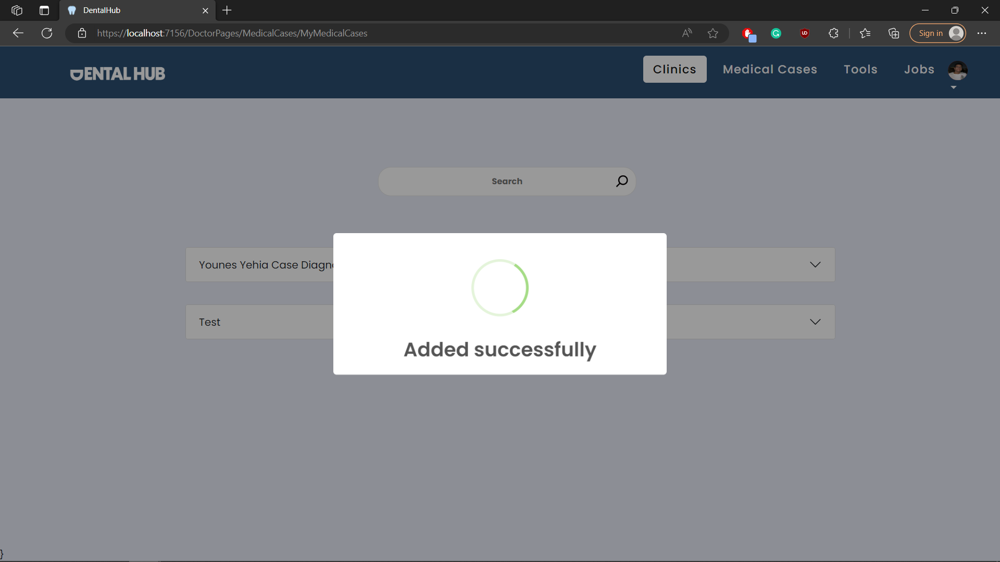 DentalHub
https://localhost:7156/DoctorPages/MedicalCases/MyMedicalCases
Sign in
DENTAL HUB
Clinics
Medical Cases
Tools
Jobs
Search
Younes Yehia Case Diagn
Test
Added successfully
}